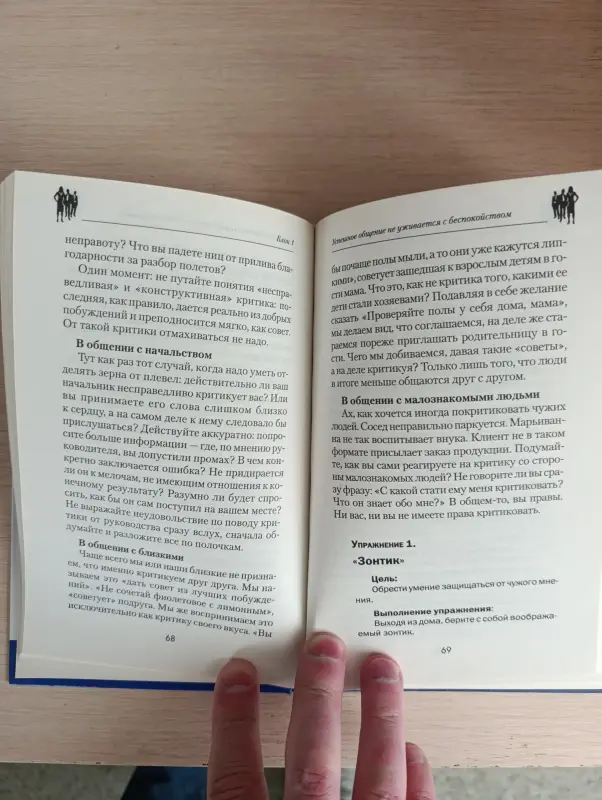 Блок 1
неправоту? Что вы падете ниц от прилива бла-
годарности за разбор полетов?
Один момент: не путайте понятия «неспра-
ведливая» и «конструктивная» критика: по-
следняя, как правило, дается реально из добрых
побуждений и преподносится мягко, как совет.
От такой критики отмахиваться не надо.
В общении с начальством
Тут как раз тот случай, когда надо уметь от-
делять зерна от плевел: действительно ли ваш
начальник несправедливо критикует вас? Или
вы принимаете его слова слишком близко
к сердцу, а на самом деле к нему следовало бы
прислушаться? Действуйте аккуратно: попро-
сите больше информации — где, по мнению ру-
ководителя, вы допустили промах? В чем кон-
кретно заключается ошибка? Не придирается
ли он к мелочам, не имеющим отношения к ко-
нечному результату? Разумно ли будет спро-
сить, как бы он сам поступил на вашем месте?
Не выражайте неудовольствие по поводу кри-
тики от руководства сразу вслух, сначала об-
думайте и разложите все по полочкам.
В общении с близкими
Чаще всего мы или наши близкие не призна-
ем, что именно критикуем друг друга. Мы на-
зываем это «дать совет из лучших побужде-
ний». «Не сочетай фиолетовое с лимонным»,
«советует» подруга. Мы же воспринимаем это
исключительно как критику своего вкуса. «Вы
68
Успешное общение не уживается с беспокойством
бы почаще полы мыли, а то они уже кажутся лип-
кими», советует зашедшая к взрослым детям в го-
сти мама. Что это, как не критика того, какими ее
дети стали хозяевами? Подавляя в себе желание
сказать «Проверяйте полы у себя дома, мама»,
мы делаем вид, что соглашаемся, на деле же ста-
раемся пореже приглашать родительницу в го-
сти. Чего мы добиваемся, давая такие «советы»,
а на деле критикуя? Только лишь того, что люди
в итоге меньше общаются друг с другом.
В общении с малознакомыми людьми
Ах, как хочется иногда покритиковать чужих
людей. Сосед неправильно паркуется. Марьиван-
на не так воспитывает внука. Клиент не в таком
формате присылает заказ продукции. Подумай-
те, как вы сами реагируете на критику со сторо-
ны малознакомых людей? Не говорите ли вы сра-
зу фразу: «С какой стати ему меня критиковать?
Что он знает обо мне?» В общем-то, вы правы.
Ни вас, ни вы не имеете права критиковать.
Упражнение 1.
«Зонтик»
Цель:
Обрести умение защищаться от чужого мне-
ния.
Выполнение упражнения:
Выходя из дома, берите с собой воображае-
емый зонтик.
69